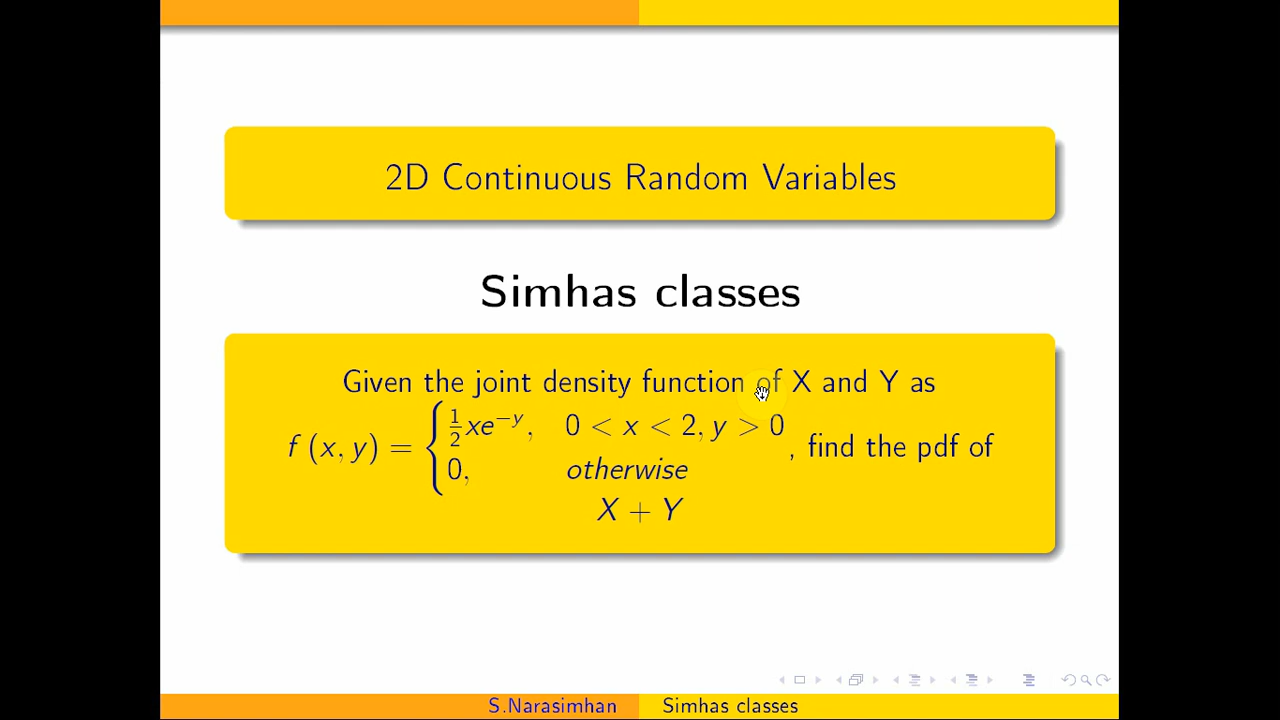 2D Continuous Random Variables
Simhas classes
Given the joint density function of X and Y as
f (x, y) = { 1/2 xe^{-y}, 0 < x < 2, y > 0
0, otherwise , find the pdf of
X + Y
S.Narasimhan Simhas classes